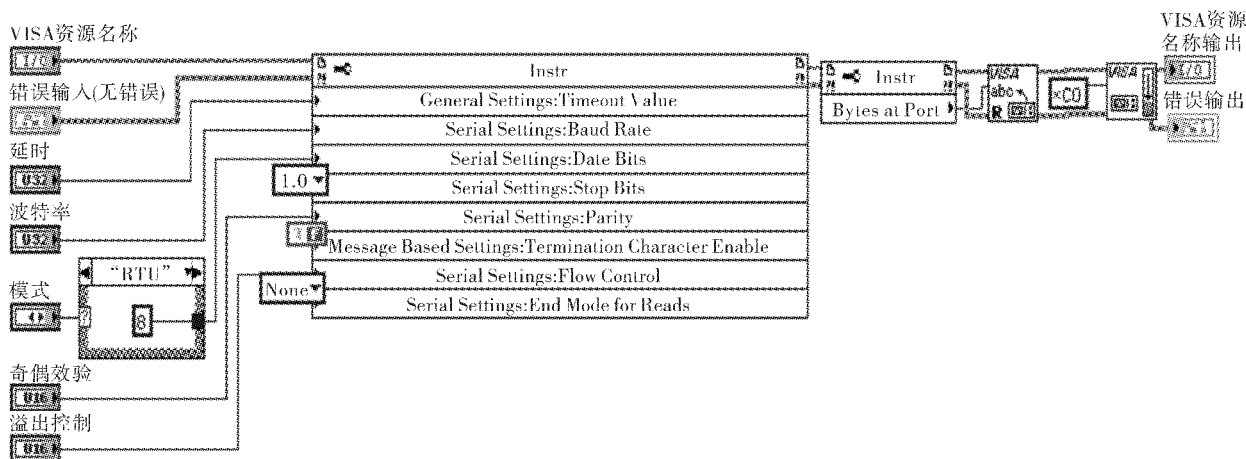 VISA资源名称
I/O
错误输入(无错误)
延时
U32
波特率
U32
模式
"RTU"
?
8
奇偶效验
U16
溢出控制
U16
Instr
General Settings:Timeout Value
Serial Settings:Baud Rate
Serial Settings:Date Bits
1.0
Serial Settings:Stop Bits
Serial Settings:Parity
F
Message Based Settings:Termination Character Enable
Serial Settings:Flow Control
None
Serial Settings:End Mode for Reads
Instr
Bytes at Port
VISA
abc
R
×C0
VISA
VISA资源
名称输出
I/O
错误输出